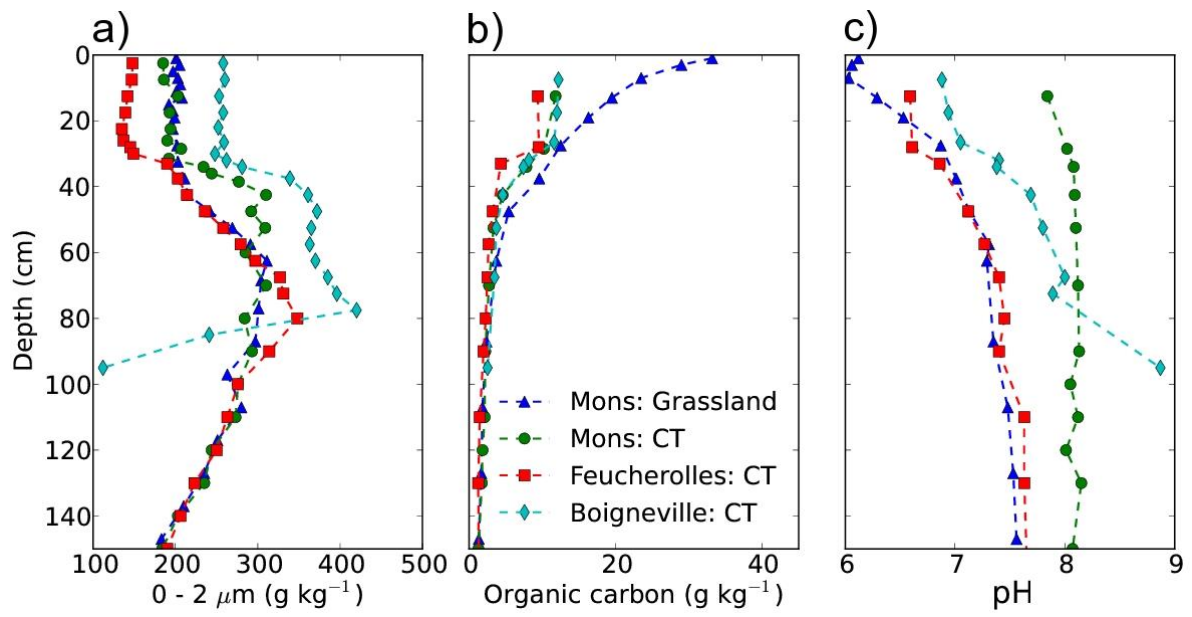 a)
b)
c)
0
20
40
60
80
100
120
140
Depth (cm)
100
200
300
400
500
0 - 2 μm (g kg⁻¹)
0
20
40
Organic carbon (g kg⁻¹)
Mons: Grassland
Mons: CT
Feucherolles: CT
Boigneville: CT
6
7
8
9
pH